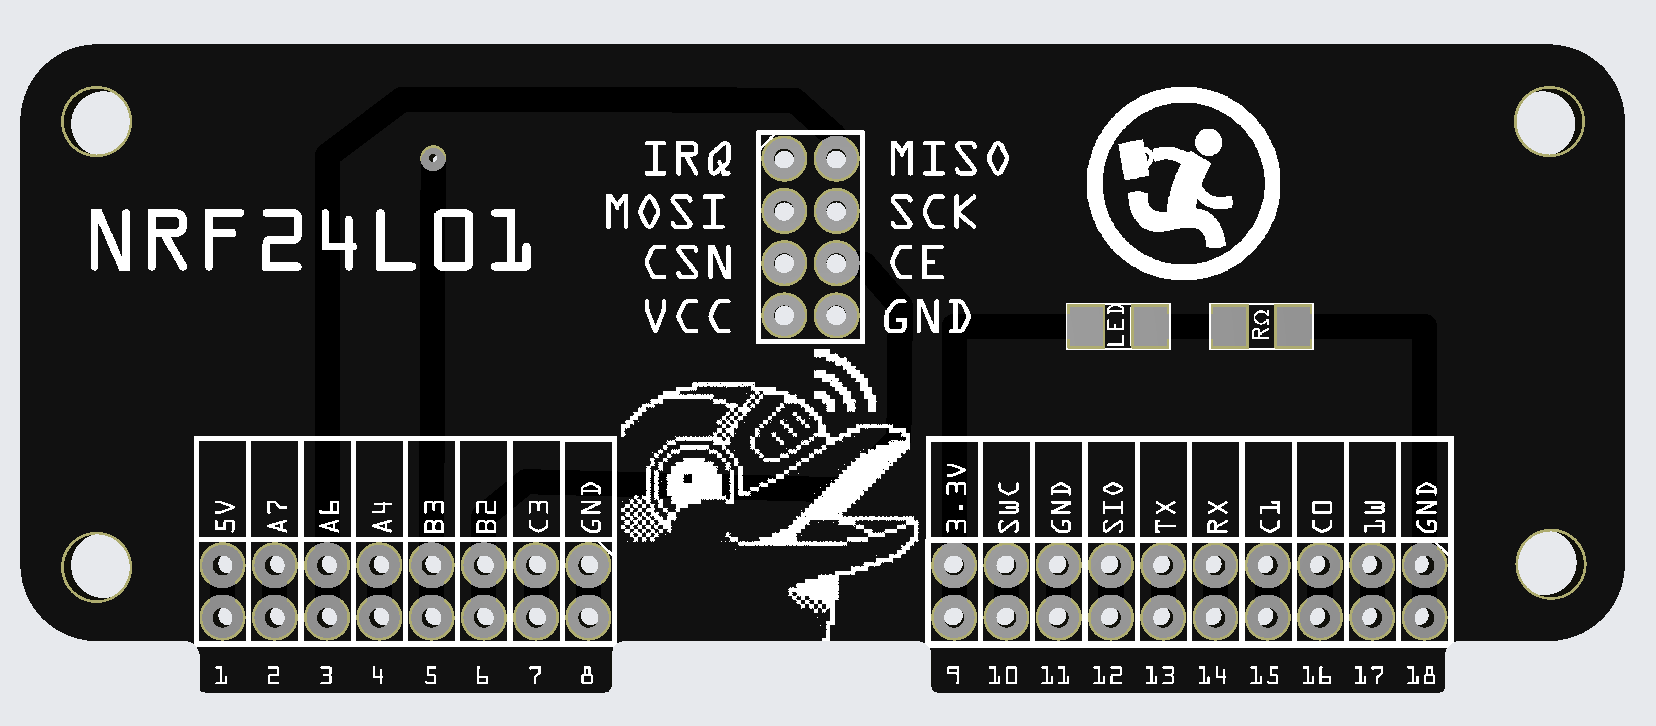 IRQ MISO
MOSI SCK
NRF24L01
CSN CE
VCC GND
LED RΩ
5V A7 A6 A4 B3 B2 C3 GND
3.3V SWC GND SIO TX RX C1 C0 1W GND
1 2 3 4 5 6 7 8
9 10 11 12 13 14 15 16 17 18